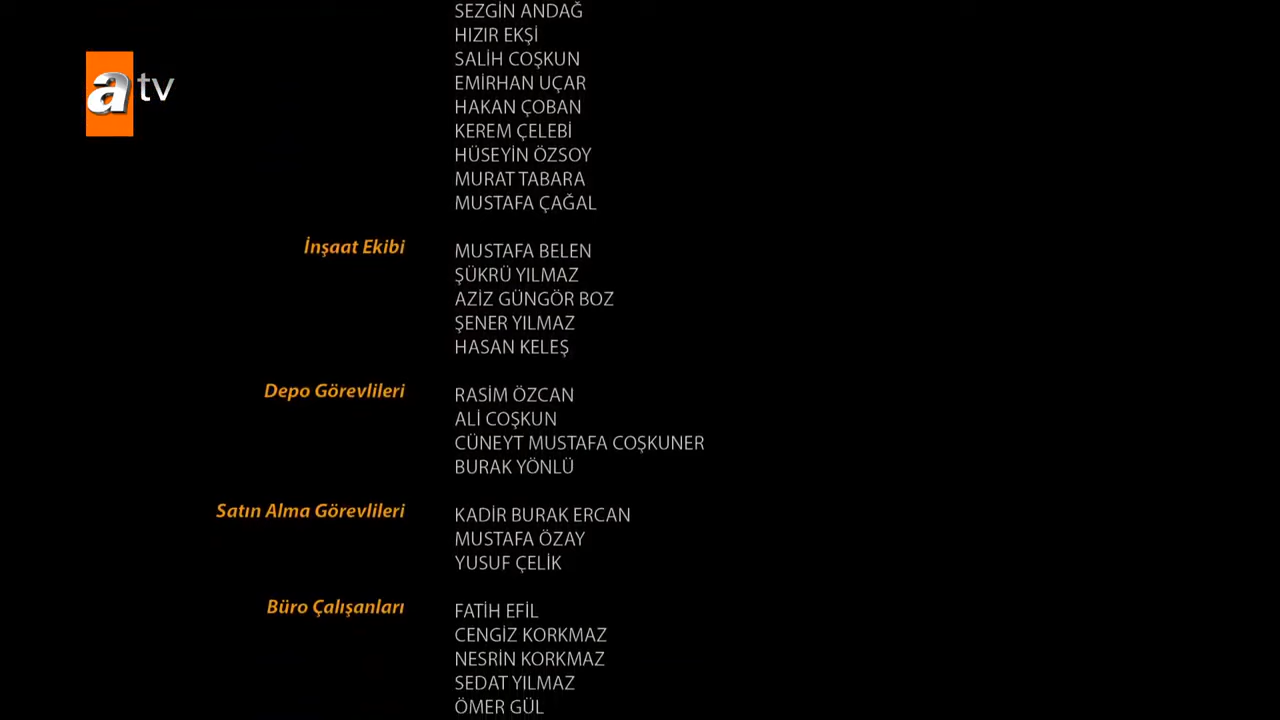 SEZGİN ANDAĞ
HIZIR EKŞİ
SALİH COŞKUN
EMİRHAN UÇAR
HAKAN ÇOBAN
KEREM ÇELEBİ
HÜSEYİN ÖZSOY
MURAT TABARA
MUSTAFA ÇAĞAL
atv
İnşaat Ekibi MUSTAFA BELEN
ŞÜKRÜ YILMAZ
AZİZ GÜNGÖR BOZ
ŞENER YILMAZ
HASAN KELEŞ
Depo Görevlileri RASİM ÖZCAN
ALİ COŞKUN
CÜNEYT MUSTAFA COŞKUNER
BURAK YÖNLÜ
Satın Alma Görevlileri KADİR BURAK ERCAN
MUSTAFA ÖZAY
YUSUF ÇELİK
Büro Çalışanları FATİH EFİL
CENGİZ KORKMAZ
NESRİN KORKMAZ
SEDAT YILMAZ
ÖMER GÜL